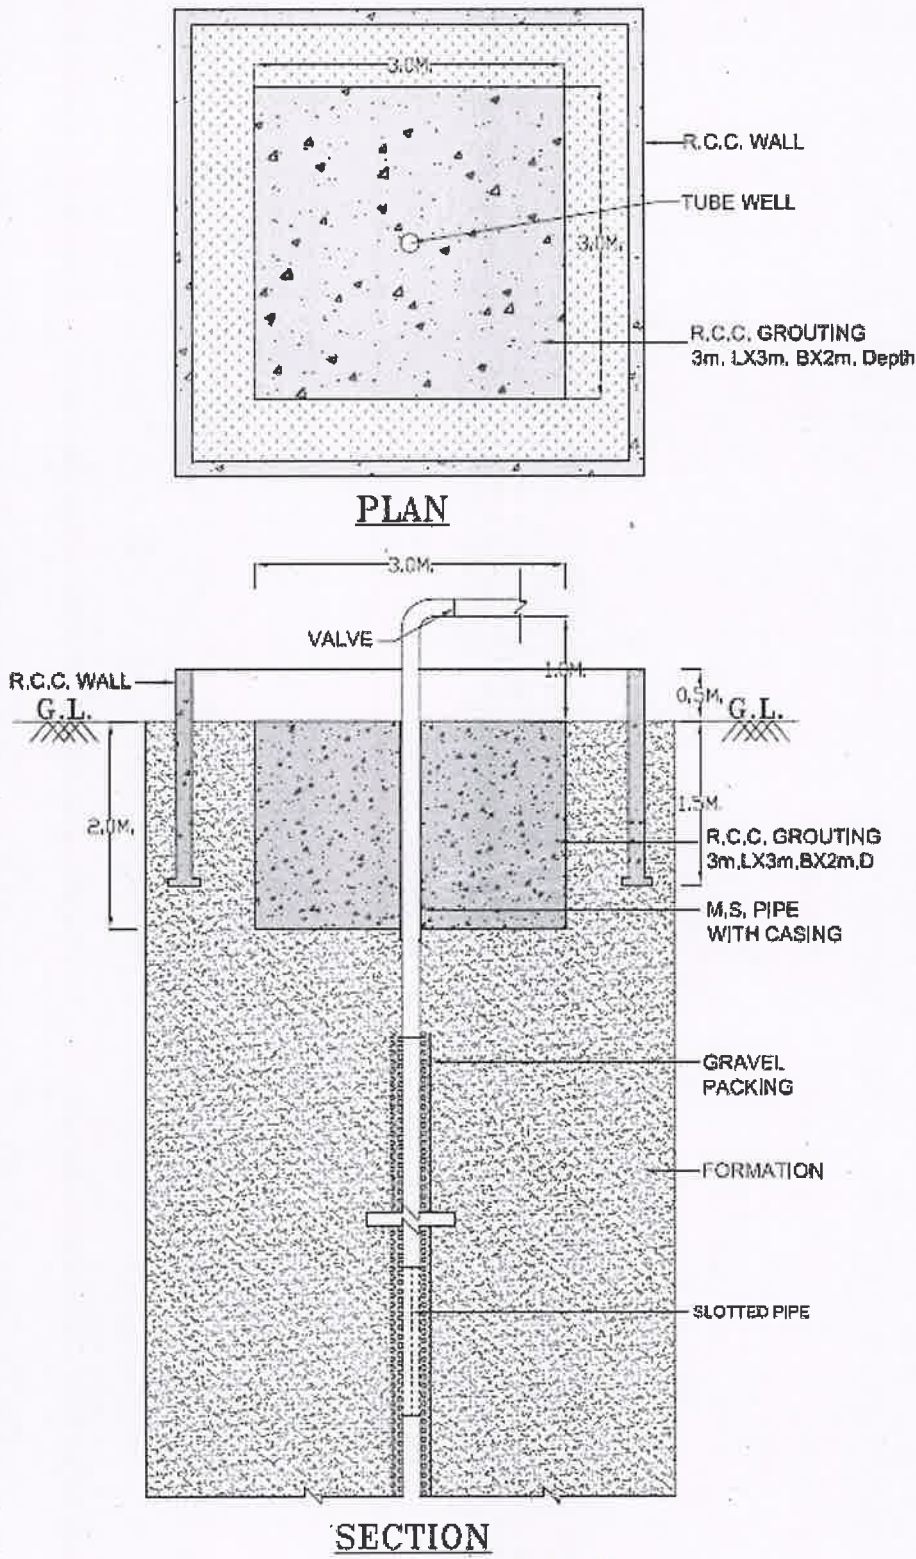 3.0M.
R.C.C. WALL
TUBE WELL
3.0M.
R.C.C. GROUTING
3m. LX3m. BX2m. Depth
PLAN
3.0M.
VALVE
1.0M.
R.C.C. WALL
0.5M.
G.L.
G.L.
1.5M.
2.0M.
R.C.C. GROUTING
3m,LX3m,BX2m,D
M.S. PIPE
WITH CASING
GRAVEL
PACKING
FORMATION
SLOTTED PIPE
SECTION